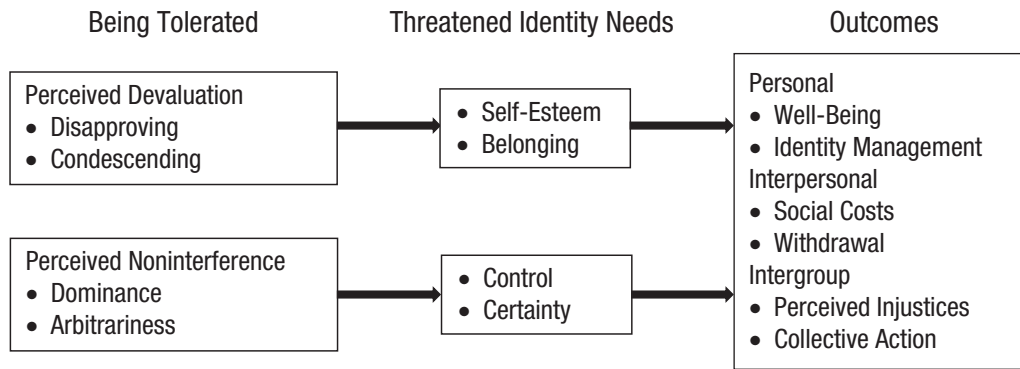 Being Tolerated
Threatened Identity Needs
Outcomes
Perceived Devaluation
● Disapproving
● Condescending
● Self-Esteem
● Belonging
Perceived Noninterference
● Dominance
● Arbitrariness
● Control
● Certainty
Personal
● Well-Being
● Identity Management
Interpersonal
● Social Costs
● Withdrawal
Intergroup
● Perceived Injustices
● Collective Action